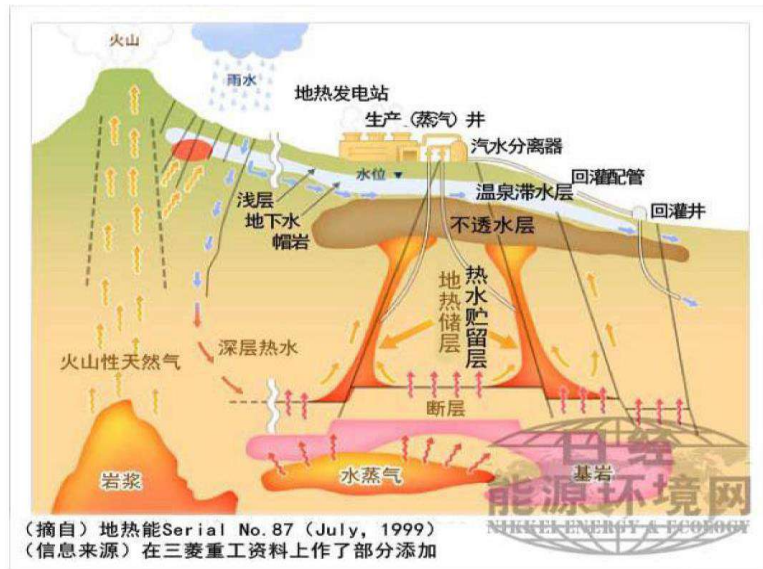 火山
雨水
地热发电站
生产（蒸汽）井
汽水分离器
水位
回灌配管
浅层
地下水
帽岩
温泉滞水层
回灌井
不透水层
地热储层
热水贮留层
深层热水
火山性天然气
断层
岩浆
水蒸气
基岩
日经
能源环境网
NIKKEI ENERGY & ECOLOGY
（摘自）地热能Serial No.87（July, 1999）
（信息来源）在三菱重工资料上作了部分添加